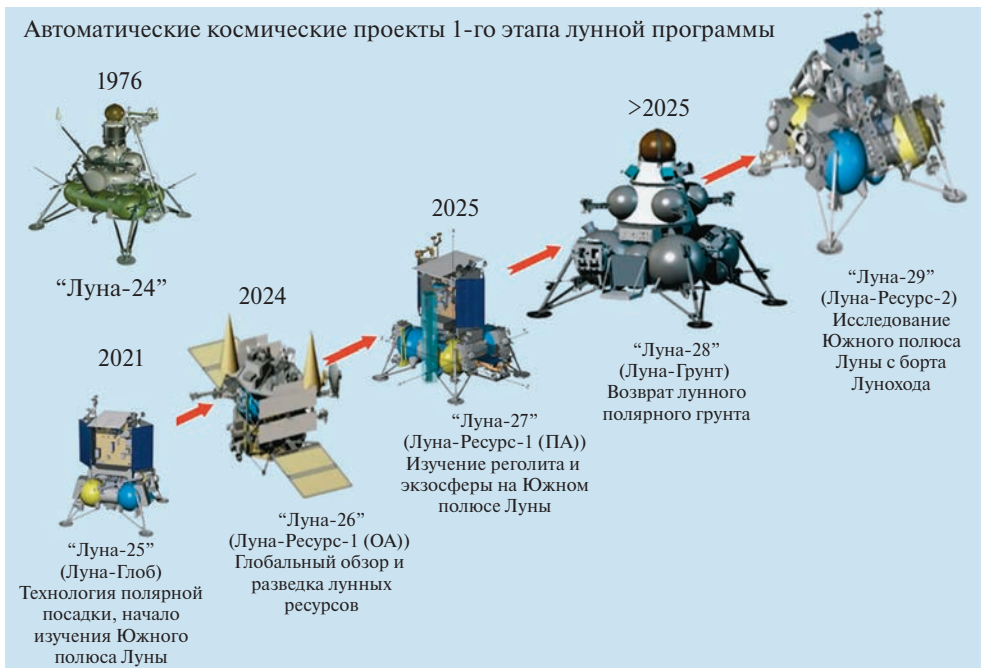 Автоматические космические проекты 1-го этапа лунной программы
1976
“Луна-24”
2021
“Луна-25”
(Луна-Глоб)
Технология полярной
посадки, начало
изучения Южного
полюса Луны
2024
“Луна-26”
(Луна-Ресурс-1 (ОА))
Глобальный обзор и
разведка лунных
ресурсов
2025
“Луна-27”
(Луна-Ресурс-1 (ПА))
Изучение реголита и
экзосферы на Южном
полюсе Луны
>2025
“Луна-28”
(Луна-Грунт)
Возврат лунного
полярного грунта
“Луна-29”
(Луна-Ресурс-2)
Исследование
Южного полюса
Луны с борта
Лунохода